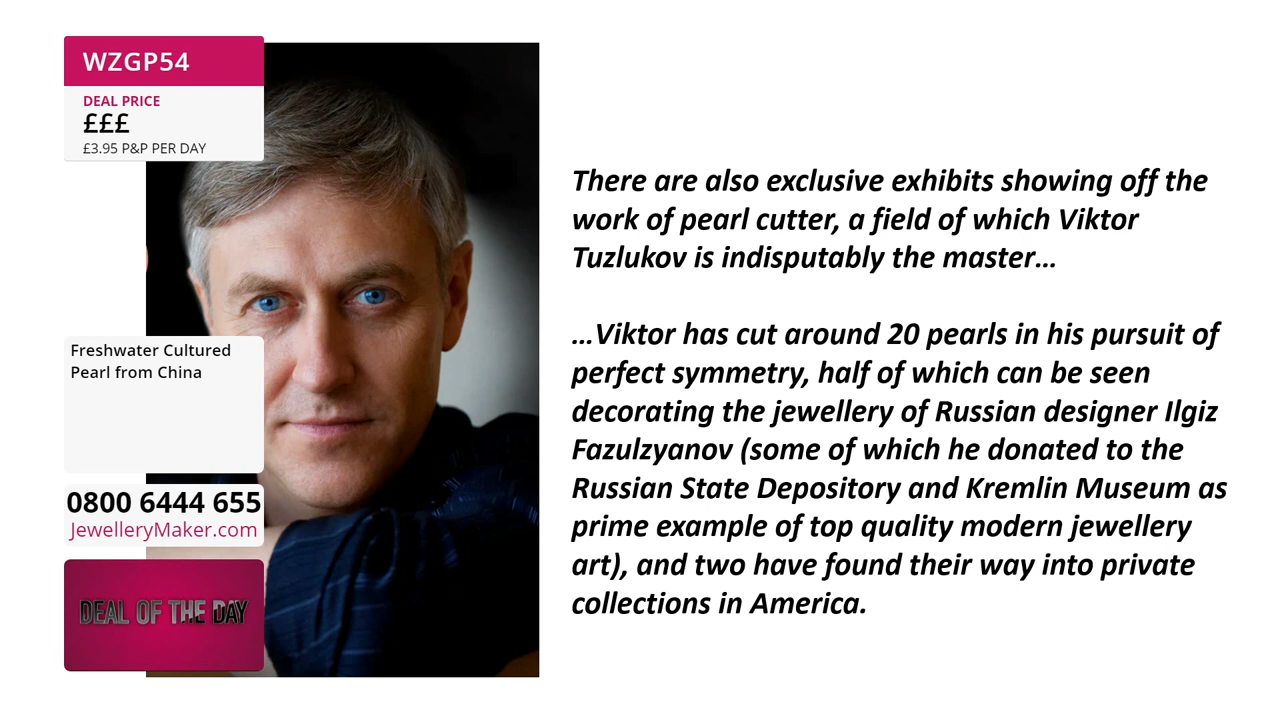 WZGP54
DEAL PRICE
£££
£3.95 P&P PER DAY
Freshwater Cultured
Pearl from China
0800 6444 655
JewelleryMaker.com
DEAL OF THE DAY
There are also exclusive exhibits showing off the
work of pearl cutter, a field of which Viktor
Tuzlukov is indisputably the master...
...Viktor has cut around 20 pearls in his pursuit of
perfect symmetry, half of which can be seen
decorating the jewellery of Russian designer Ilgiz
Fazulzyanov (some of which he donated to the
Russian State Depository and Kremlin Museum as
prime example of top quality modern jewellery
art), and two have found their way into private
collections in America.